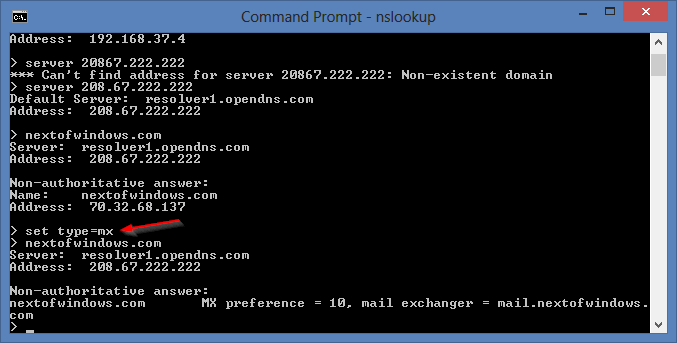 Command Prompt - nslookup
Address:  192.168.37.4
> server 20867.222.222
*** Can't find address for server 20867.222.222: Non-existent domain
> server 208.67.222.222
Default Server:  resolver1.opendns.com
Address:  208.67.222.222
> nextofwindows.com
Server:  resolver1.opendns.com
Address:  208.67.222.222
Non-authoritative answer:
Name:    nextofwindows.com
Address:  70.32.68.137
> set type=mx
> nextofwindows.com
Server:  resolver1.opendns.com
Address:  208.67.222.222
Non-authoritative answer:
nextofwindows.com       MX preference = 10, mail exchanger = mail.nextofwindows.
com
> _